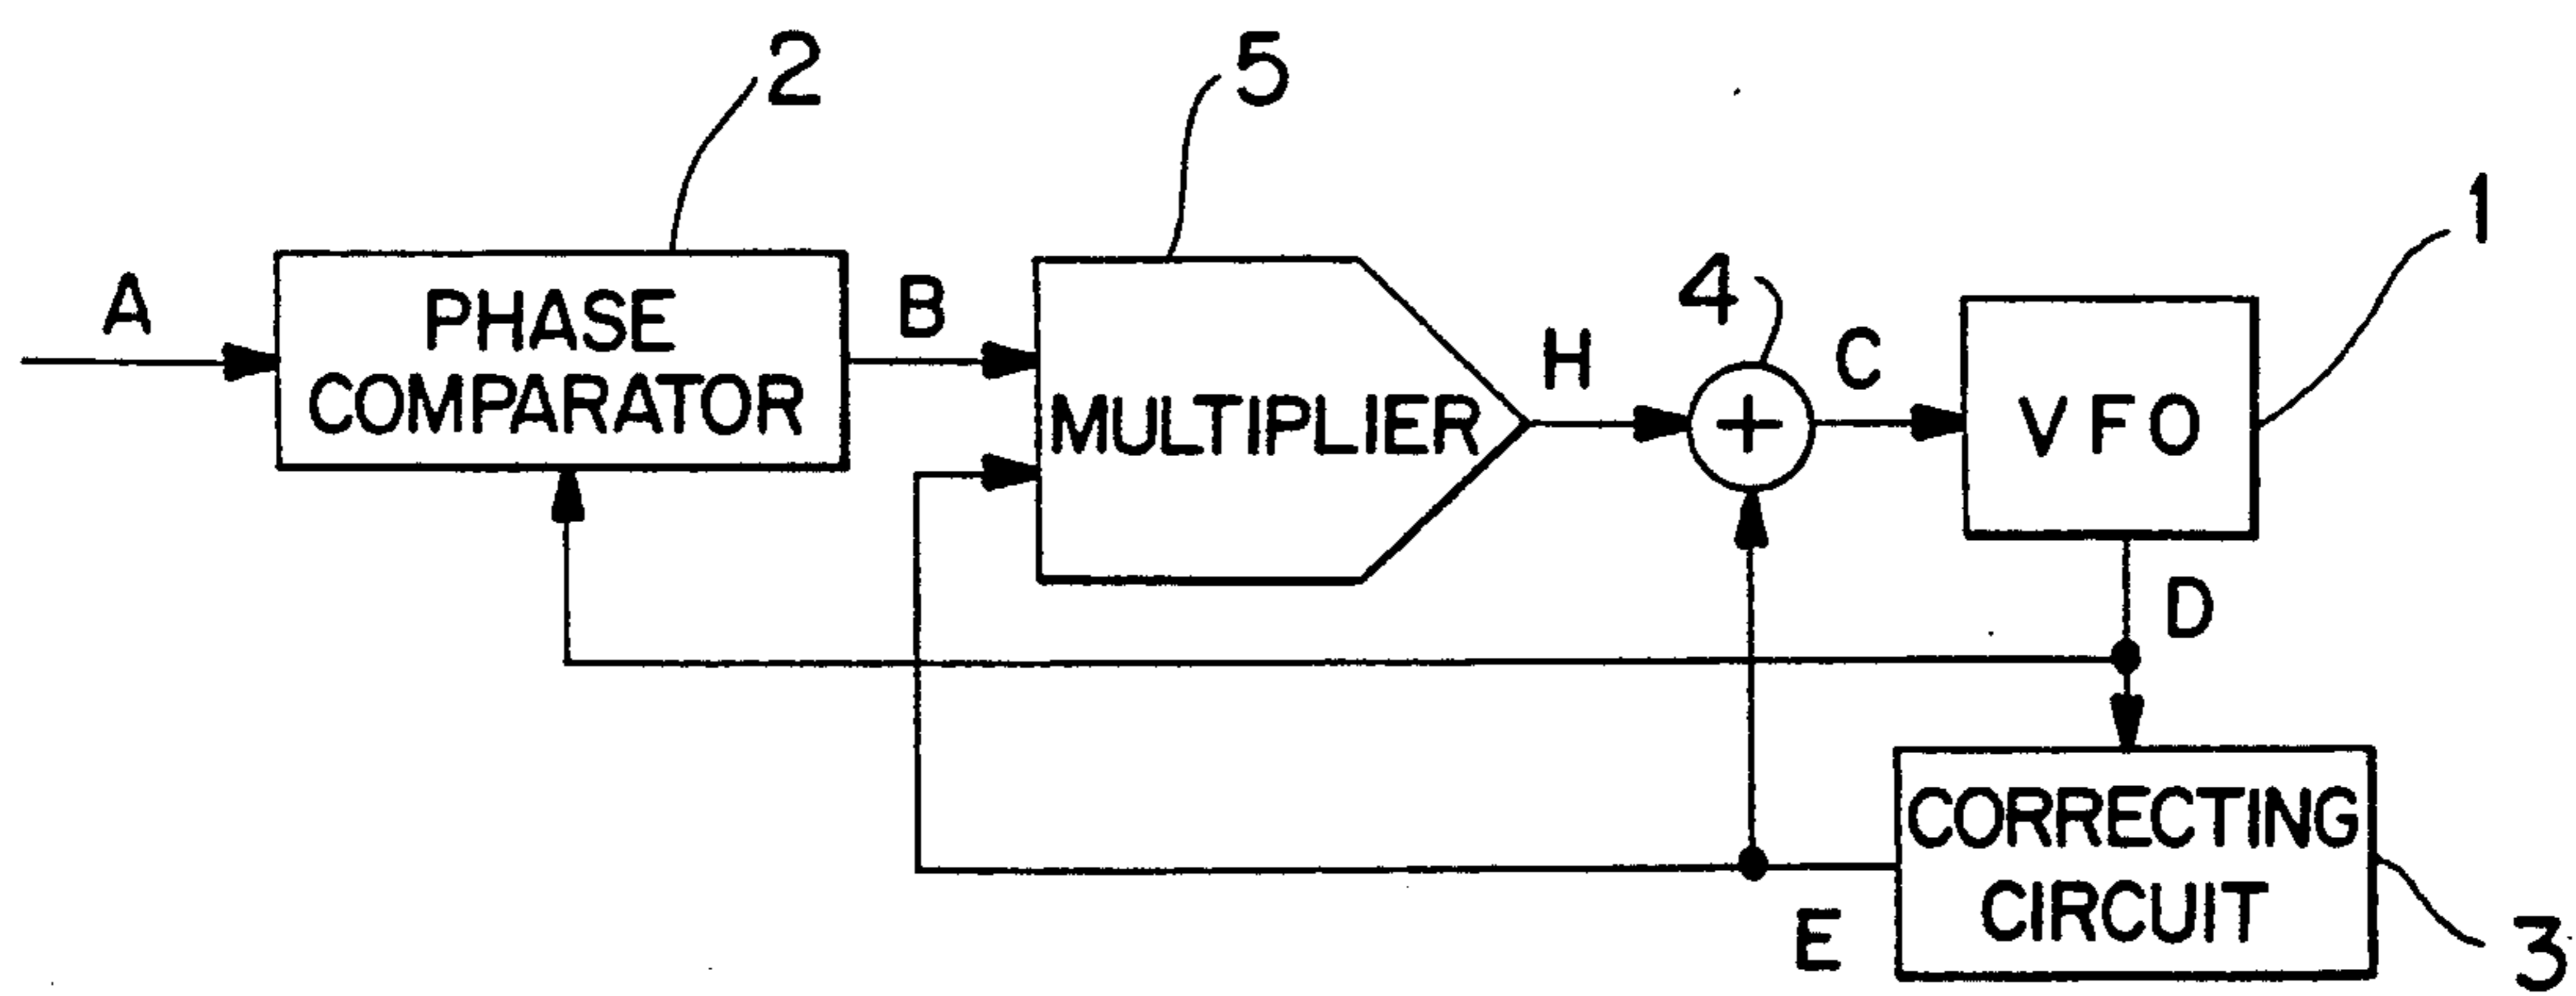 2
5
1
A
PHASE
COMPARATOR
B
MULTIPLIER
H
4
C
VFO
D
CORRECTING
CIRCUIT
E
3